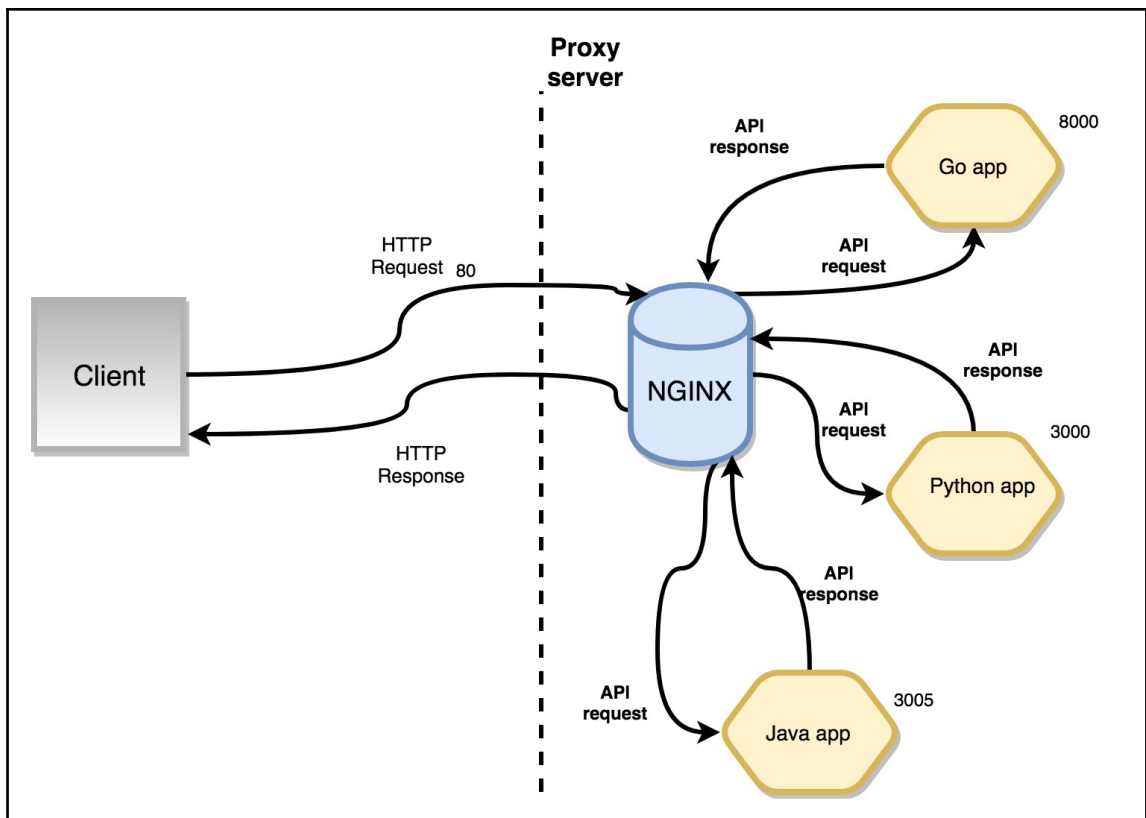 Proxy
server
API
response
8000
Go app
HTTP
Request 80
API
request
Client
NGINX
API
response
API
request
3000
Python app
HTTP
Response
API
response
API
request
3005
Java app